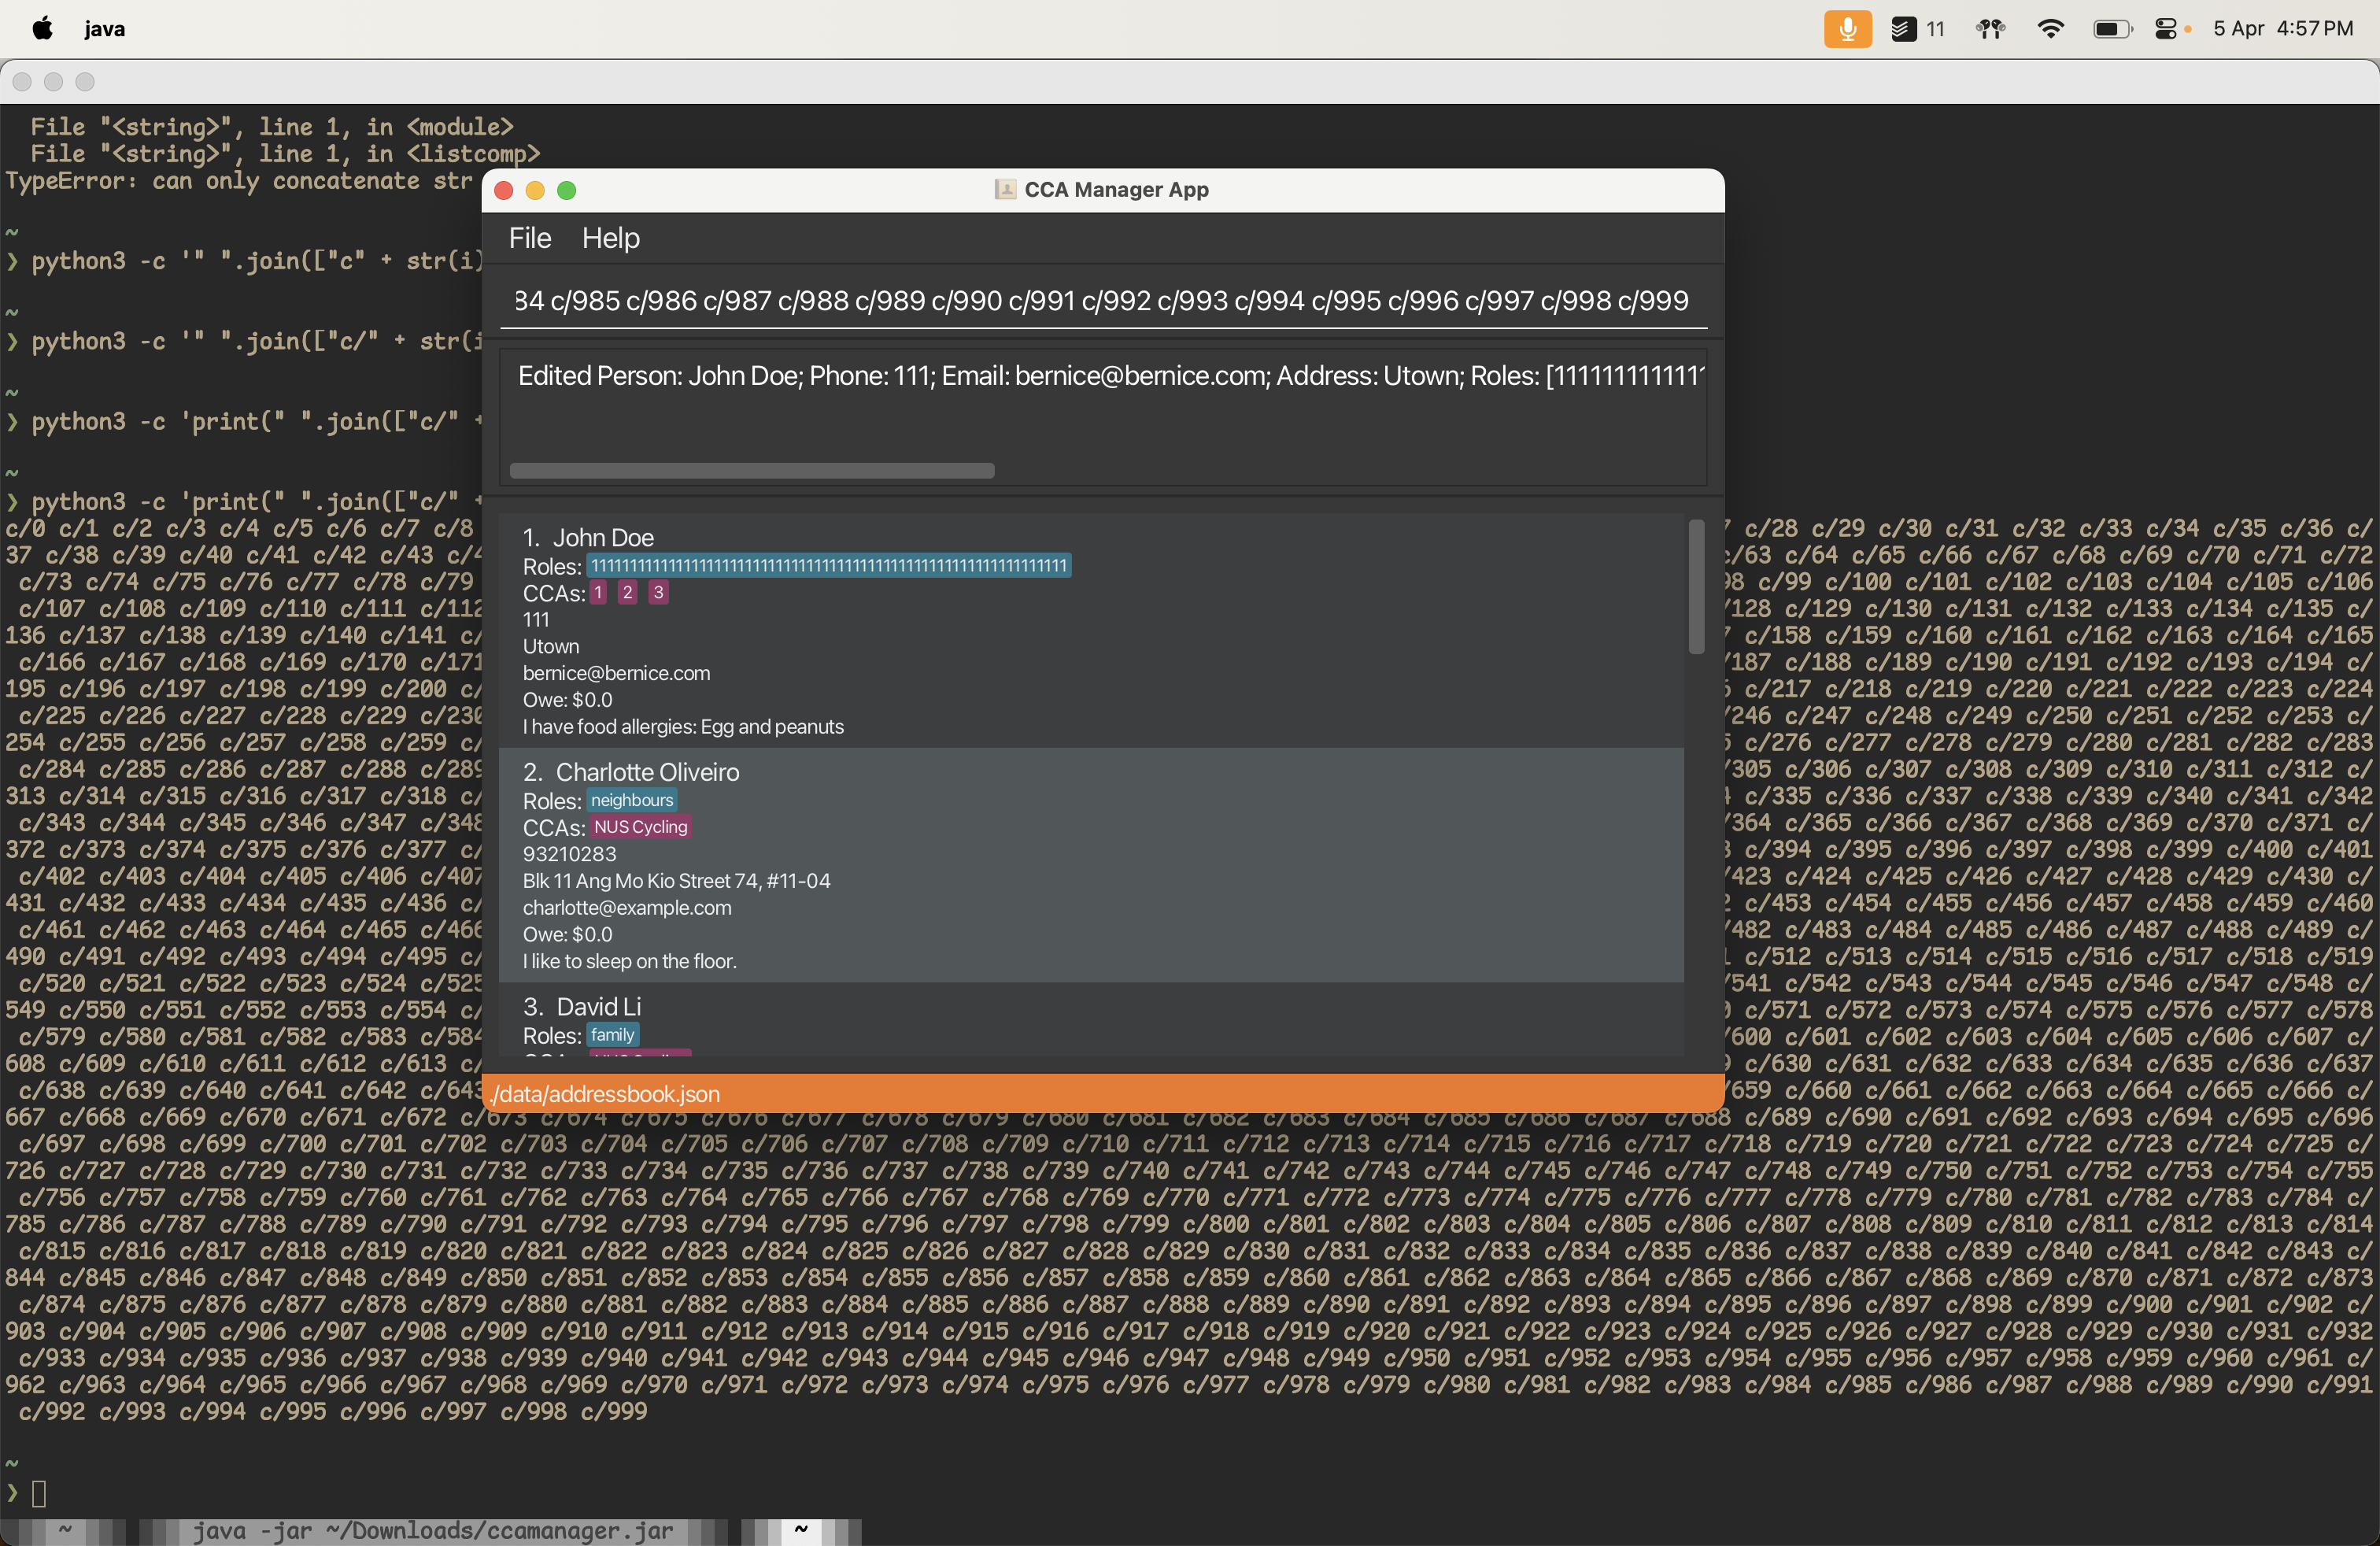 java 11 5 Apr 4:57 PM
File "<string>", line 1, in <module>
File "<string>", line 1, in <listcomp>
TypeError: can only concatenate str
~
❯ python3 -c '" ".join(["c" + str(i)
~
❯ python3 -c '" ".join(["c/" + str(i
~
❯ python3 -c 'print(" ".join(["c/" +
~
❯ python3 -c 'print(" ".join(["c/" +
CCA Manager App
File Help
84 c/985 c/986 c/987 c/988 c/989 c/990 c/991 c/992 c/993 c/994 c/995 c/996 c/997 c/998 c/999
Edited Person: John Doe; Phone: 111; Email: bernice@bernice.com; Address: Utown; Roles: [11111111111111
1. John Doe
Roles: 11111111111111111111111111111111111111111111111111111111111111
CCAs: 1 2 3
111
Utown
bernice@bernice.com
Owe: $0.0
I have food allergies: Egg and peanuts
2. Charlotte Oliveiro
Roles: neighbours
CCAs: NUS Cycling
93210283
Blk 11 Ang Mo Kio Street 74, #11-04
charlotte@example.com
Owe: $0.0
I like to sleep on the floor.
3. David Li
Roles: family
./data/addressbook.json
c/0 c/1 c/2 c/3 c/4 c/5 c/6 c/7 c/8 c/28 c/29 c/30 c/31 c/32 c/33 c/34 c/35 c/36 c/
37 c/38 c/39 c/40 c/41 c/42 c/43 c/63 c/64 c/65 c/66 c/67 c/68 c/69 c/70 c/71 c/72
c/73 c/74 c/75 c/76 c/77 c/78 c/79 c/99 c/100 c/101 c/102 c/103 c/104 c/105 c/106
c/107 c/108 c/109 c/110 c/111 c/112 /128 c/129 c/130 c/131 c/132 c/133 c/134 c/135 c/
136 c/137 c/138 c/139 c/140 c/141 c/ c/158 c/159 c/160 c/161 c/162 c/163 c/164 c/165
c/166 c/167 c/168 c/169 c/170 c/171 /187 c/188 c/189 c/190 c/191 c/192 c/193 c/194 c/
195 c/196 c/197 c/198 c/199 c/200 c/ c/217 c/218 c/219 c/220 c/221 c/222 c/223 c/224
c/225 c/226 c/227 c/228 c/229 c/230 /246 c/247 c/248 c/249 c/250 c/251 c/252 c/253 c/
254 c/255 c/256 c/257 c/258 c/259 c/ c/276 c/277 c/278 c/279 c/280 c/281 c/282 c/283
c/284 c/285 c/286 c/287 c/288 c/289 /305 c/306 c/307 c/308 c/309 c/310 c/311 c/312 c/
313 c/314 c/315 c/316 c/317 c/318 c/ c/335 c/336 c/337 c/338 c/339 c/340 c/341 c/342
c/343 c/344 c/345 c/346 c/347 c/348 /364 c/365 c/366 c/367 c/368 c/369 c/370 c/371 c/
372 c/373 c/374 c/375 c/376 c/377 c/ c/394 c/395 c/396 c/397 c/398 c/399 c/400 c/401
c/402 c/403 c/404 c/405 c/406 c/407 /423 c/424 c/425 c/426 c/427 c/428 c/429 c/430 c/
431 c/432 c/433 c/434 c/435 c/436 c/ c/453 c/454 c/455 c/456 c/457 c/458 c/459 c/460
c/461 c/462 c/463 c/464 c/465 c/466 /482 c/483 c/484 c/485 c/486 c/487 c/488 c/489 c/
490 c/491 c/492 c/493 c/494 c/495 c/ c/512 c/513 c/514 c/515 c/516 c/517 c/518 c/519
c/520 c/521 c/522 c/523 c/524 c/525 /541 c/542 c/543 c/544 c/545 c/546 c/547 c/548 c/
549 c/550 c/551 c/552 c/553 c/554 c/ c/571 c/572 c/573 c/574 c/575 c/576 c/577 c/578
c/579 c/580 c/581 c/582 c/583 c/584 /600 c/601 c/602 c/603 c/604 c/605 c/606 c/607 c/
608 c/609 c/610 c/611 c/612 c/613 c/ c/630 c/631 c/632 c/633 c/634 c/635 c/636 c/637
c/638 c/639 c/640 c/641 c/642 c/643 /659 c/660 c/661 c/662 c/663 c/664 c/665 c/666 c/
667 c/668 c/669 c/670 c/671 c/672 c/673 c/674 c/675 c/676 c/677 c/678 c/679 c/680 c/681 c/682 c/683 c/684 c/685 c/686 c/687 c/688 c/689 c/690 c/691 c/692 c/693 c/694 c/695 c/696
c/697 c/698 c/699 c/700 c/701 c/702 c/703 c/704 c/705 c/706 c/707 c/708 c/709 c/710 c/711 c/712 c/713 c/714 c/715 c/716 c/717 c/718 c/719 c/720 c/721 c/722 c/723 c/724 c/725 c/
726 c/727 c/728 c/729 c/730 c/731 c/732 c/733 c/734 c/735 c/736 c/737 c/738 c/739 c/740 c/741 c/742 c/743 c/744 c/745 c/746 c/747 c/748 c/749 c/750 c/751 c/752 c/753 c/754 c/755
c/756 c/757 c/758 c/759 c/760 c/761 c/762 c/763 c/764 c/765 c/766 c/767 c/768 c/769 c/770 c/771 c/772 c/773 c/774 c/775 c/776 c/777 c/778 c/779 c/780 c/781 c/782 c/783 c/784 c/
785 c/786 c/787 c/788 c/789 c/790 c/791 c/792 c/793 c/794 c/795 c/796 c/797 c/798 c/799 c/800 c/801 c/802 c/803 c/804 c/805 c/806 c/807 c/808 c/809 c/810 c/811 c/812 c/813 c/814
c/815 c/816 c/817 c/818 c/819 c/820 c/821 c/822 c/823 c/824 c/825 c/826 c/827 c/828 c/829 c/830 c/831 c/832 c/833 c/834 c/835 c/836 c/837 c/838 c/839 c/840 c/841 c/842 c/843 c/
844 c/845 c/846 c/847 c/848 c/849 c/850 c/851 c/852 c/853 c/854 c/855 c/856 c/857 c/858 c/859 c/860 c/861 c/862 c/863 c/864 c/865 c/866 c/867 c/868 c/869 c/870 c/871 c/872 c/873
c/874 c/875 c/876 c/877 c/878 c/879 c/880 c/881 c/882 c/883 c/884 c/885 c/886 c/887 c/888 c/889 c/890 c/891 c/892 c/893 c/894 c/895 c/896 c/897 c/898 c/899 c/900 c/901 c/902 c/
903 c/904 c/905 c/906 c/907 c/908 c/909 c/910 c/911 c/912 c/913 c/914 c/915 c/916 c/917 c/918 c/919 c/920 c/921 c/922 c/923 c/924 c/925 c/926 c/927 c/928 c/929 c/930 c/931 c/932
c/933 c/934 c/935 c/936 c/937 c/938 c/939 c/940 c/941 c/942 c/943 c/944 c/945 c/946 c/947 c/948 c/949 c/950 c/951 c/952 c/953 c/954 c/955 c/956 c/957 c/958 c/959 c/960 c/961 c/
962 c/963 c/964 c/965 c/966 c/967 c/968 c/969 c/970 c/971 c/972 c/973 c/974 c/975 c/976 c/977 c/978 c/979 c/980 c/981 c/982 c/983 c/984 c/985 c/986 c/987 c/988 c/989 c/990 c/991
c/992 c/993 c/994 c/995 c/996 c/997 c/998 c/999
~
❯
~ java -jar ~/Downloads/ccamanager.jar ~